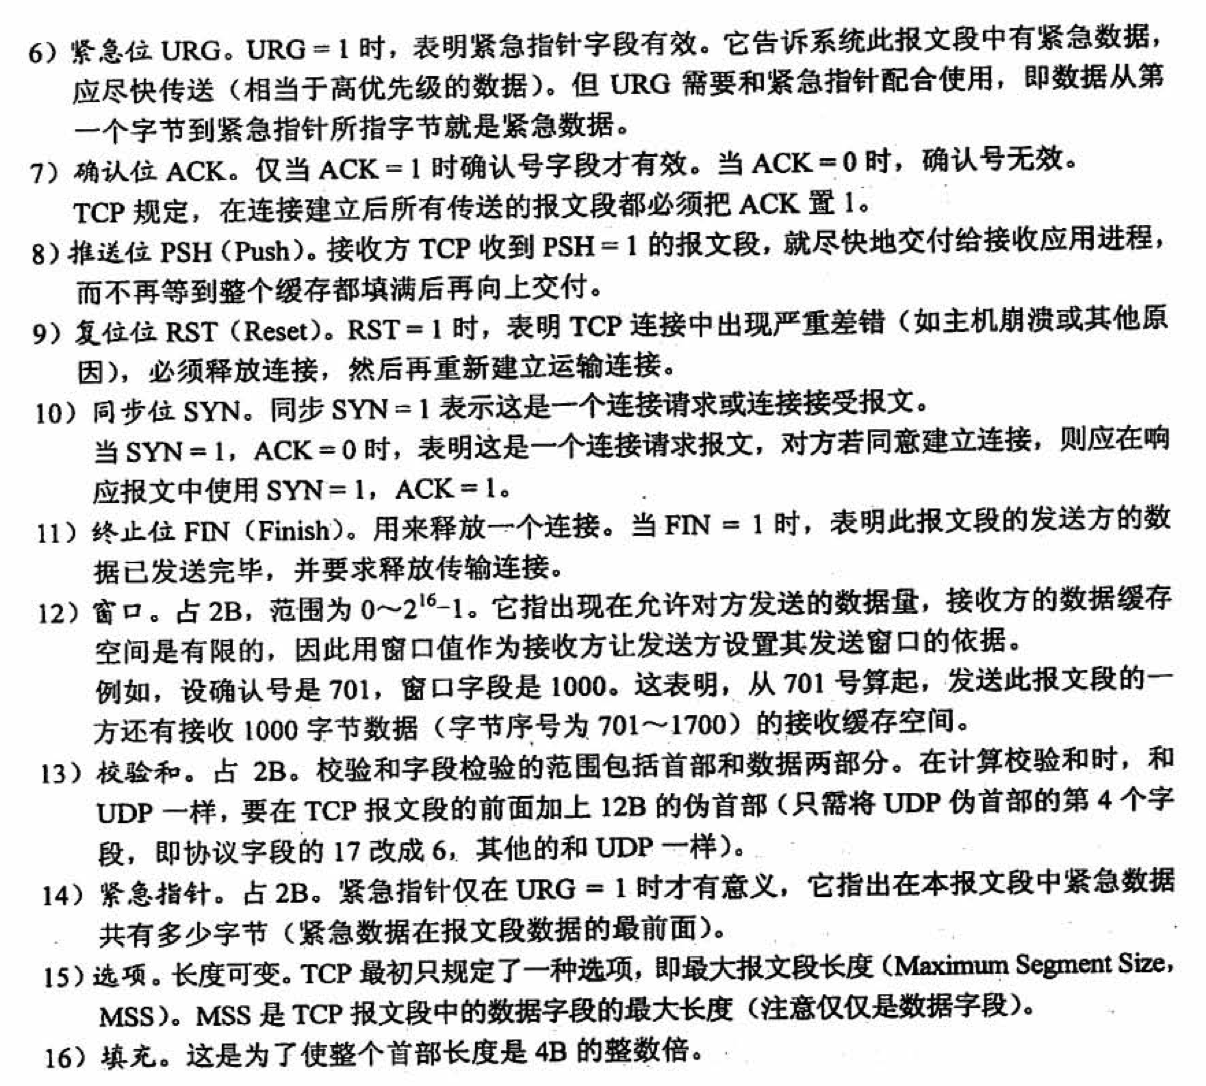 6）紧急位 URG。URG = 1 时，表明紧急指针字段有效。它告诉系统此报文段中有紧急数据，
应尽快传送（相当于高优先级的数据）。但 URG 需要和紧急指针配合使用，即数据从第
一个字节到紧急指针所指字节就是紧急数据。
7）确认位 ACK。仅当 ACK = 1 时确认号字段才有效。当 ACK = 0 时，确认号无效。
TCP 规定，在连接建立后所有传送的报文段都必须把 ACK 置 1。
8）推送位 PSH（Push）。接收方 TCP 收到 PSH = 1 的报文段，就尽快地交付给接收应用进程，
而不再等到整个缓存都填满后再向上交付。
9）复位位 RST（Reset）。RST = 1 时，表明 TCP 连接中出现严重差错（如主机崩溃或其他原
因），必须释放连接，然后再重新建立运输连接。
10）同步位 SYN。同步 SYN = 1 表示这是一个连接请求或连接接受报文。
当 SYN = 1，ACK = 0 时，表明这是一个连接请求报文，对方若同意建立连接，则应在响
应报文中使用 SYN = 1，ACK = 1。
11）终止位 FIN（Finish）。用来释放一个连接。当 FIN = 1 时，表明此报文段的发送方的数
据已发送完毕，并要求释放传输连接。
12）窗口。占 2B，范围为 0～2¹⁶-1。它指出现在允许对方发送的数据量，接收方的数据缓存
空间是有限的，因此用窗口值作为接收方让发送方设置其发送窗口的依据。
例如，设确认号是 701，窗口字段是 1000。这表明，从 701 号算起，发送此报文段的一
方还有接收 1000 字节数据（字节序号为 701～1700）的接收缓存空间。
13）校验和。占 2B。校验和字段检验的范围包括首部和数据两部分。在计算校验和时，和
UDP 一样，要在 TCP 报文段的前面加上 12B 的伪首部（只需将 UDP 伪首部的第 4 个字
段，即协议字段的 17 改成 6，其他的和 UDP 一样）。
14）紧急指针。占 2B。紧急指针仅在 URG = 1 时才有意义，它指出在本报文段中紧急数据
共有多少字节（紧急数据在报文段数据的最前面）。
15）选项。长度可变。TCP 最初只规定了一种选项，即最大报文段长度（Maximum Segment Size，
MSS）。MSS 是 TCP 报文段中的数据字段的最大长度（注意仅仅是数据字段）。
16）填充。这是为了使整个首部长度是 4B 的整数倍。